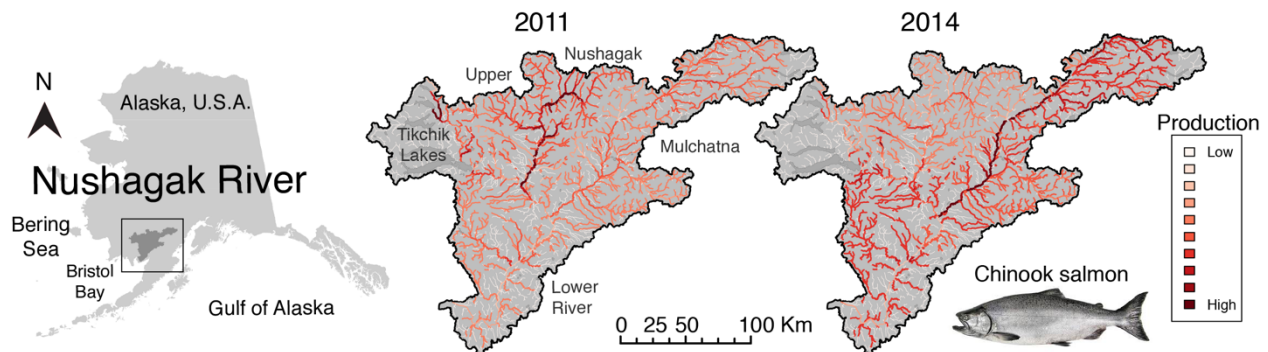 N
Alaska, U.S.A.
Nushagak River
Bering
Sea
Bristol
Bay
Gulf of Alaska
2011
Upper
Nushagak
Tikchik
Lakes
Mulchatna
Lower
River
0 25 50 100 Km
2014
Chinook salmon
Production
Low
High